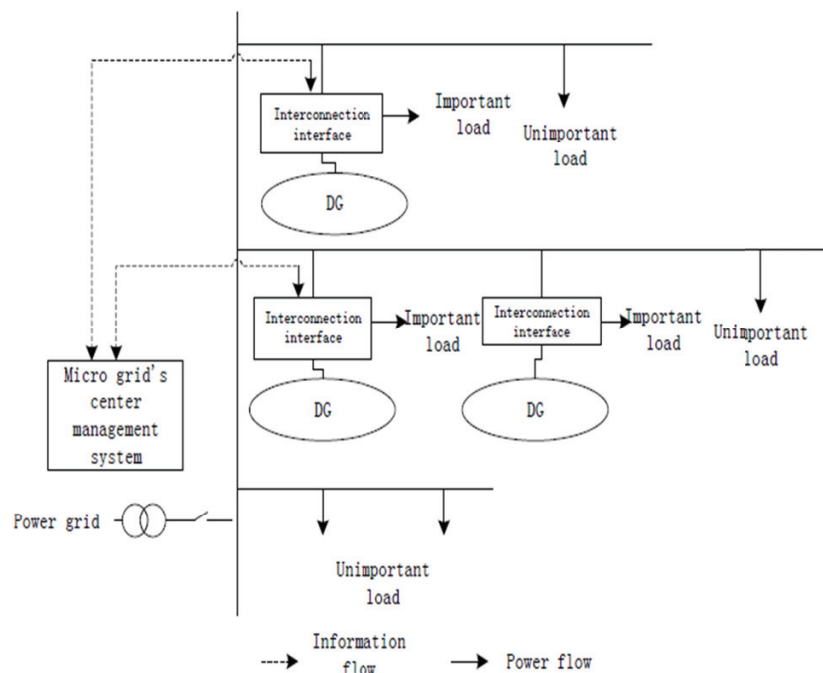 Interconnection
interface
Important
load
Unimportant
load
DG
Interconnection
interface
Important
load
Interconnection
interface
Important
load
Unimportant
load
DG
DG
Micro grid's
center
management
system
Power grid
Unimportant
load
Information
flow
Power flow